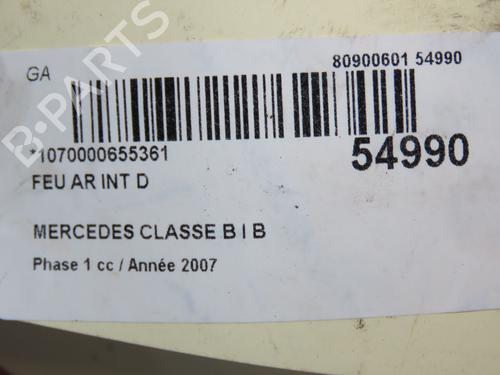 GA
80900601 54990
*1070000655361
54990
FEU AR INT D
MERCEDES CLASSE B I B
Phase 1 cc / Année 2007
B-PARTS